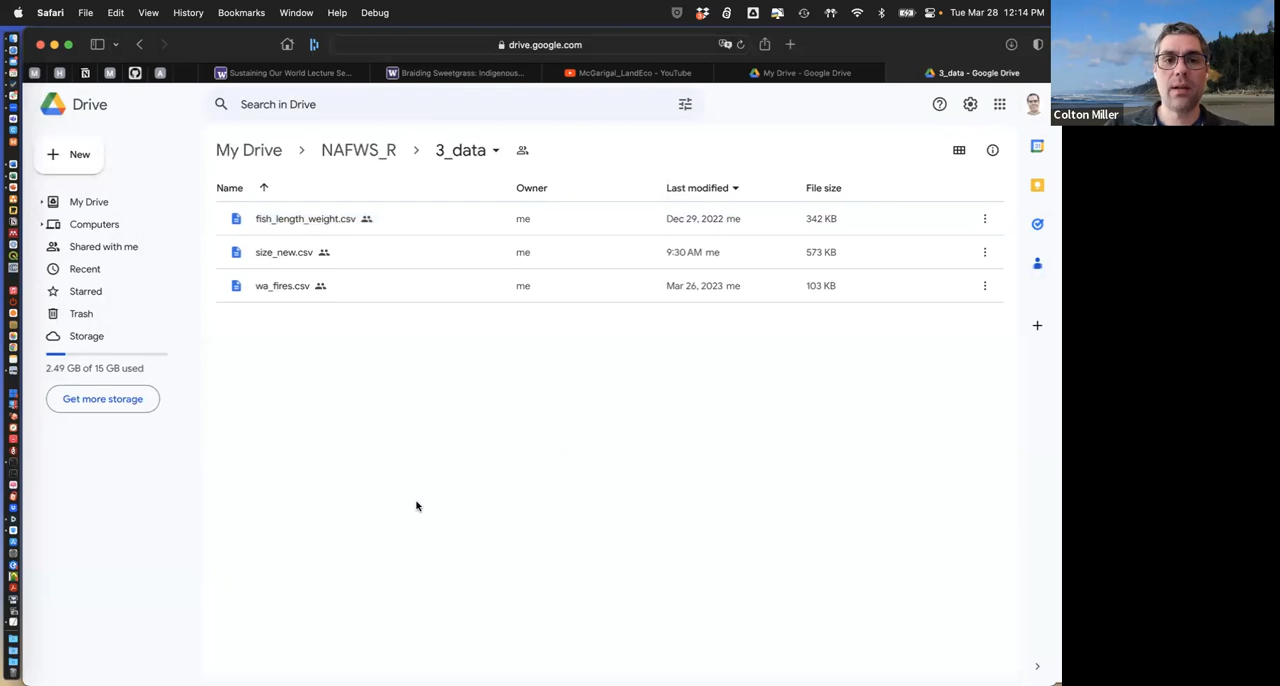 Safari File Edit View History Bookmarks Window Help Debug Tue Mar 28 12:14 PM
drive.google.com
M H M A Sustaining Our World Lecture Se... Braiding Sweetgrass: Indigenous... McGarigal_LandEco - YouTube My Drive - Google Drive 3_data - Google Drive
Drive
Search in Drive
Colton Miller
New
My Drive > NAFWS_R > 3_data
Name Owner Last modified File size
My Drive
fish_length_weight.csv me Dec 29, 2022 me 342 KB
Computers
Shared with me
size_new.csv me 9:30 AM me 573 KB
Recent
wa_fires.csv me Mar 26, 2023 me 103 KB
Starred
Trash
Storage
2.49 GB of 15 GB used
Get more storage